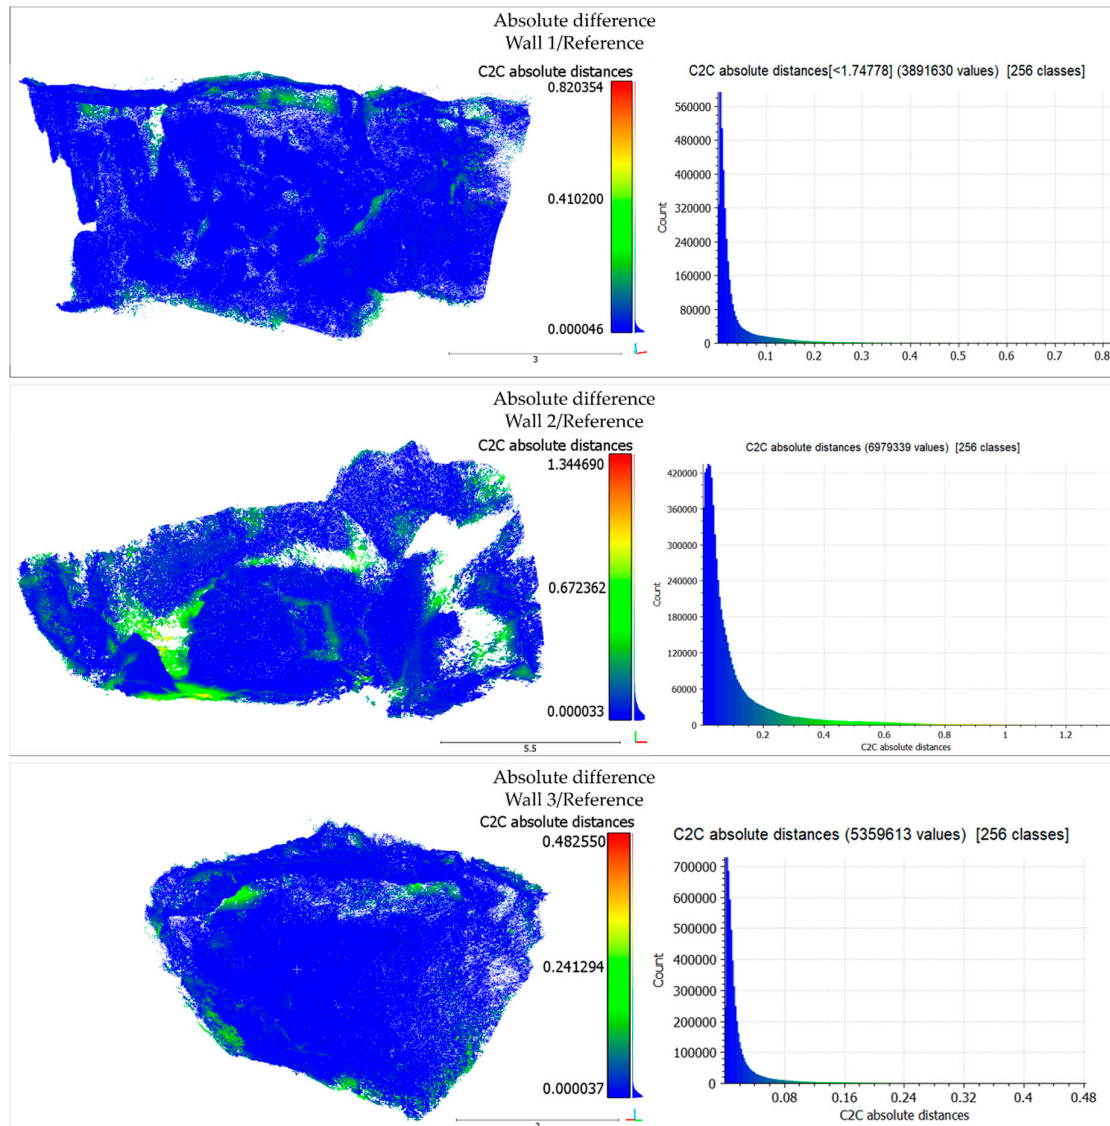 Absolute difference
Wall 1/Reference
C2C absolute distances
0.820354
0.410200
0.000046
3
C2C absolute distances[<1.74778] (3891630 values) [256 classes]
Count
560000
480000
400000
320000
240000
160000
80000
0
0.1 0.2 0.3 0.4 0.5 0.6 0.7 0.8
Absolute difference
Wall 2/Reference
C2C absolute distances
1.344690
0.672362
0.000033
5.5
C2C absolute distances (6979339 values) [256 classes]
Count
420000
360000
300000
240000
180000
120000
60000
0
0.2 0.4 0.6 0.8 1 1.2
C2C absolute distances
Absolute difference
Wall 3/Reference
C2C absolute distances
0.482550
0.241294
0.000037
C2C absolute distances (5359613 values) [256 classes]
Count
700000
600000
500000
400000
300000
200000
100000
0
0.08 0.16 0.24 0.32 0.4 0.48
C2C absolute distances